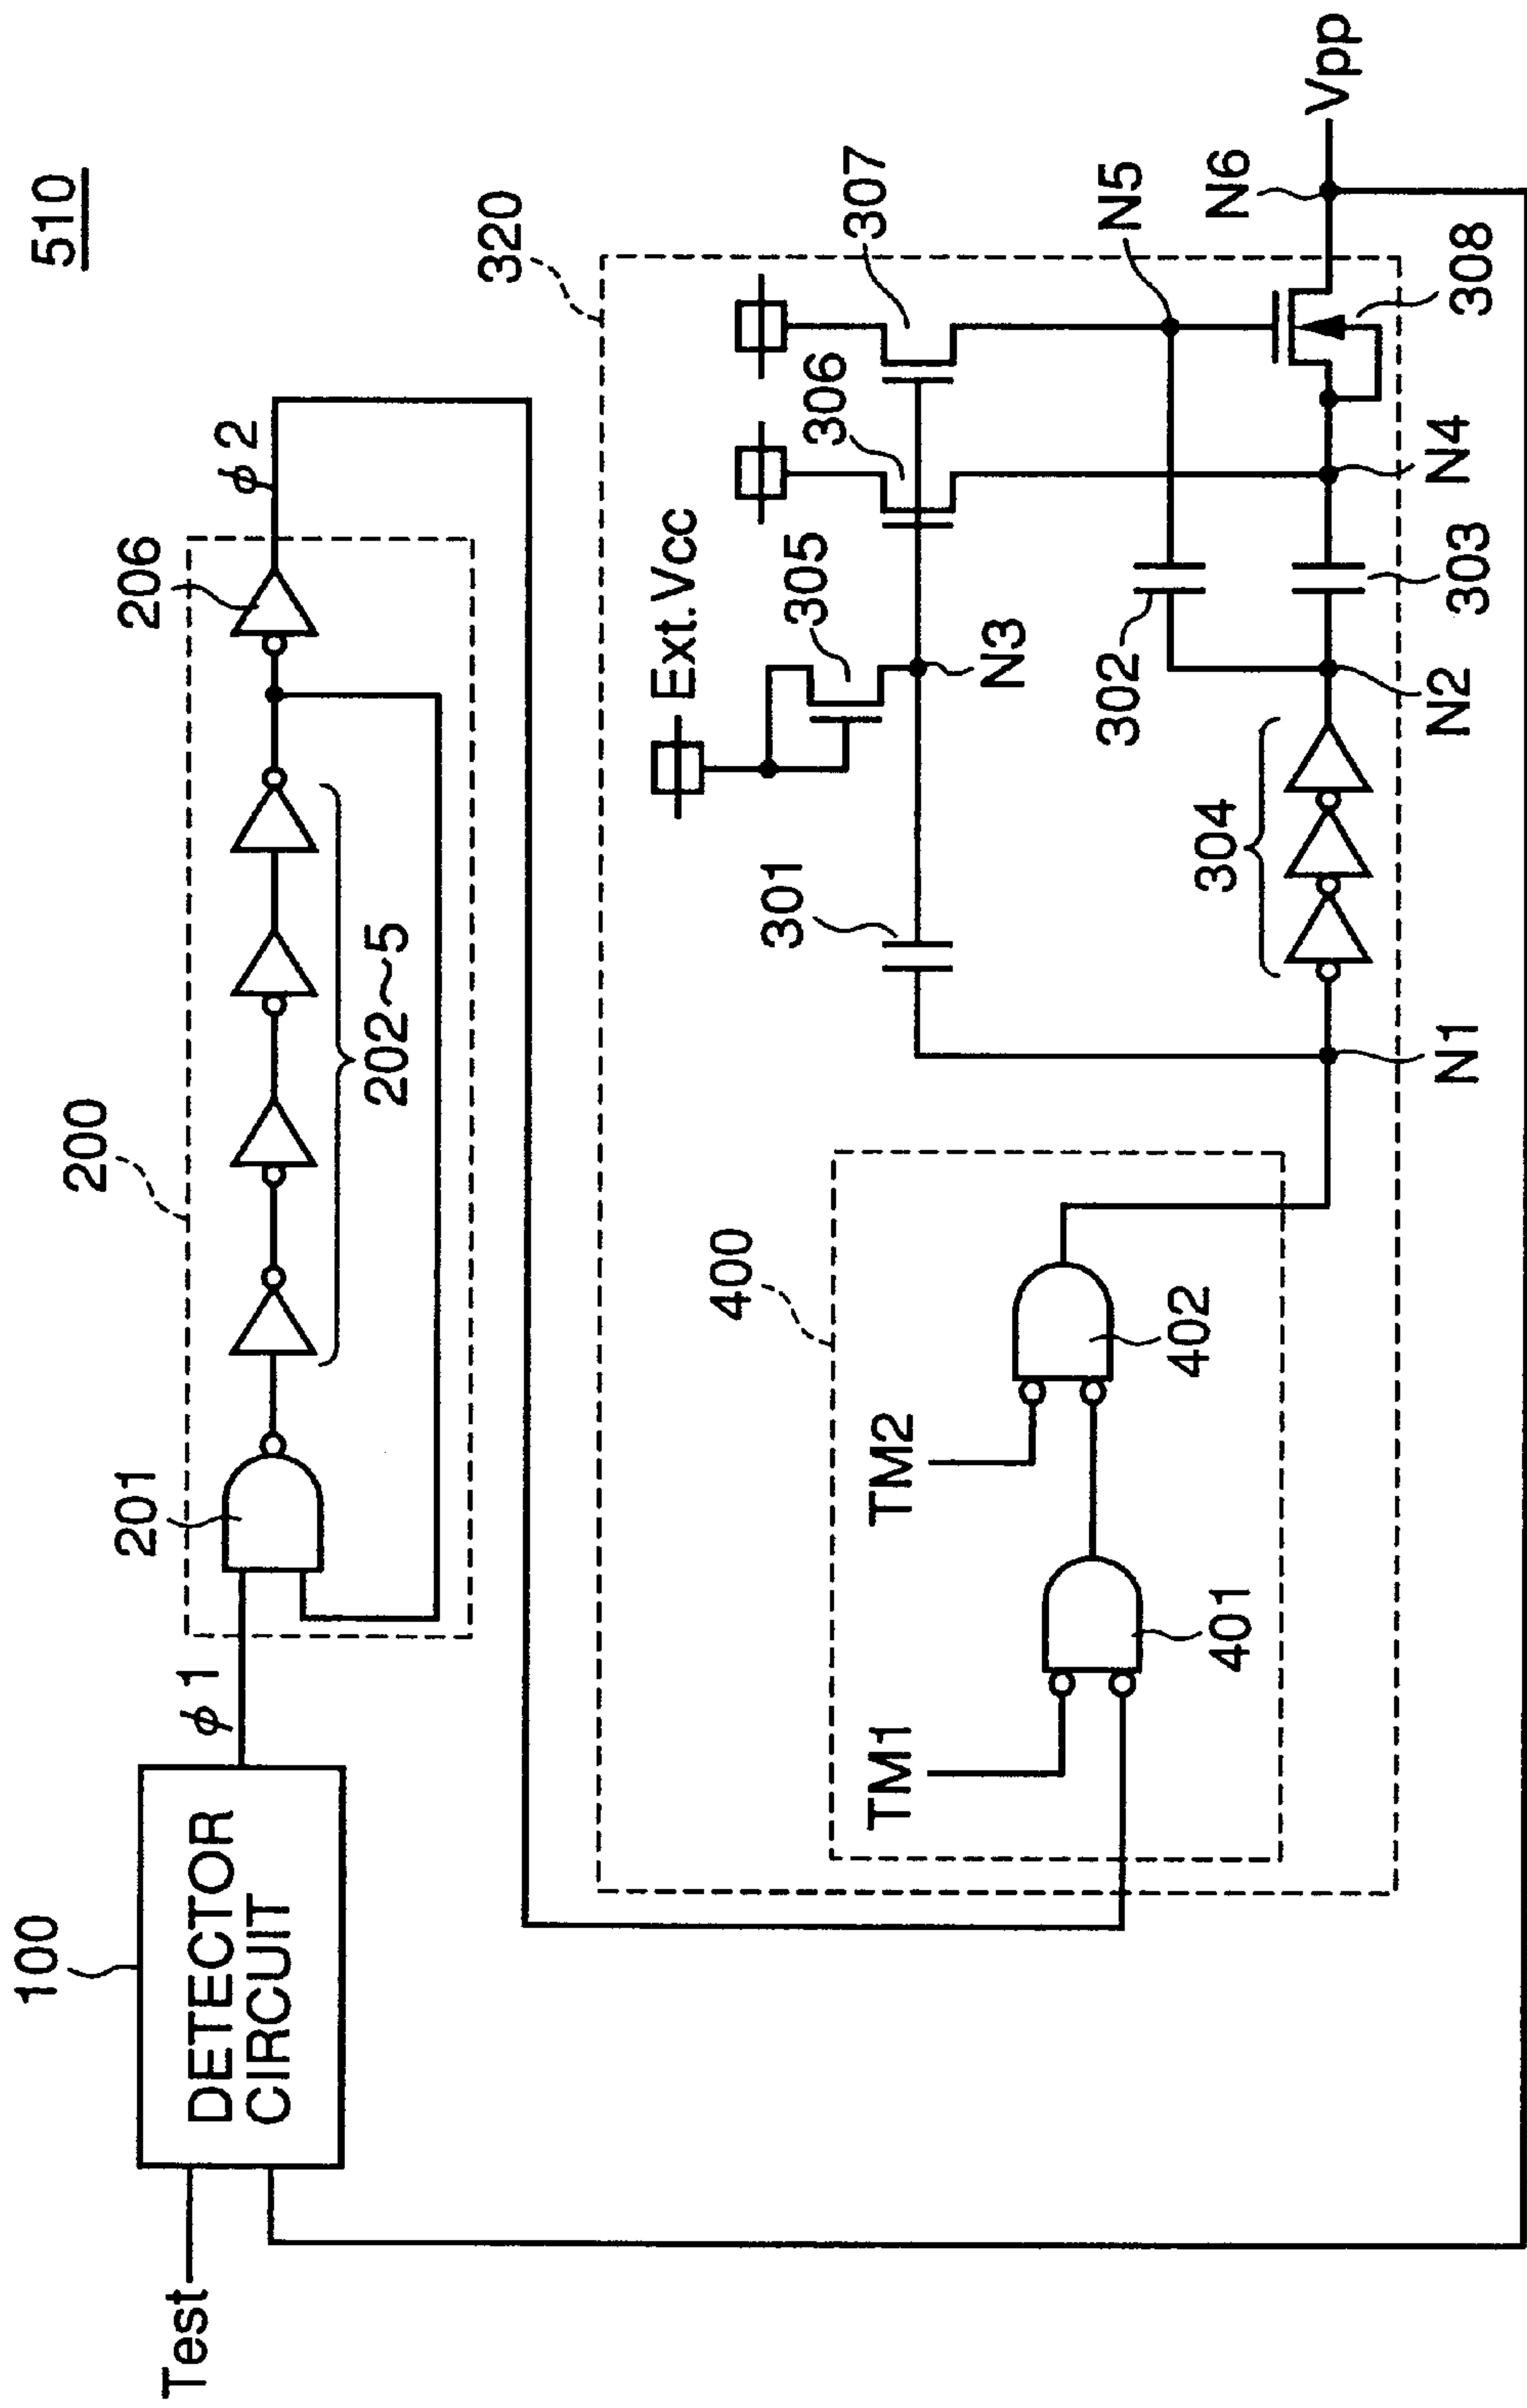 510
100
DETECTOR
CIRCUIT
Test
ϕ1
200
201
202~5
206
ϕ2
320
Ext.Vcc
305
306
307
N3
301
302
303
304
N5
N6
Vpp
308
N4
N2
N1
400
TM1
TM2
401
402